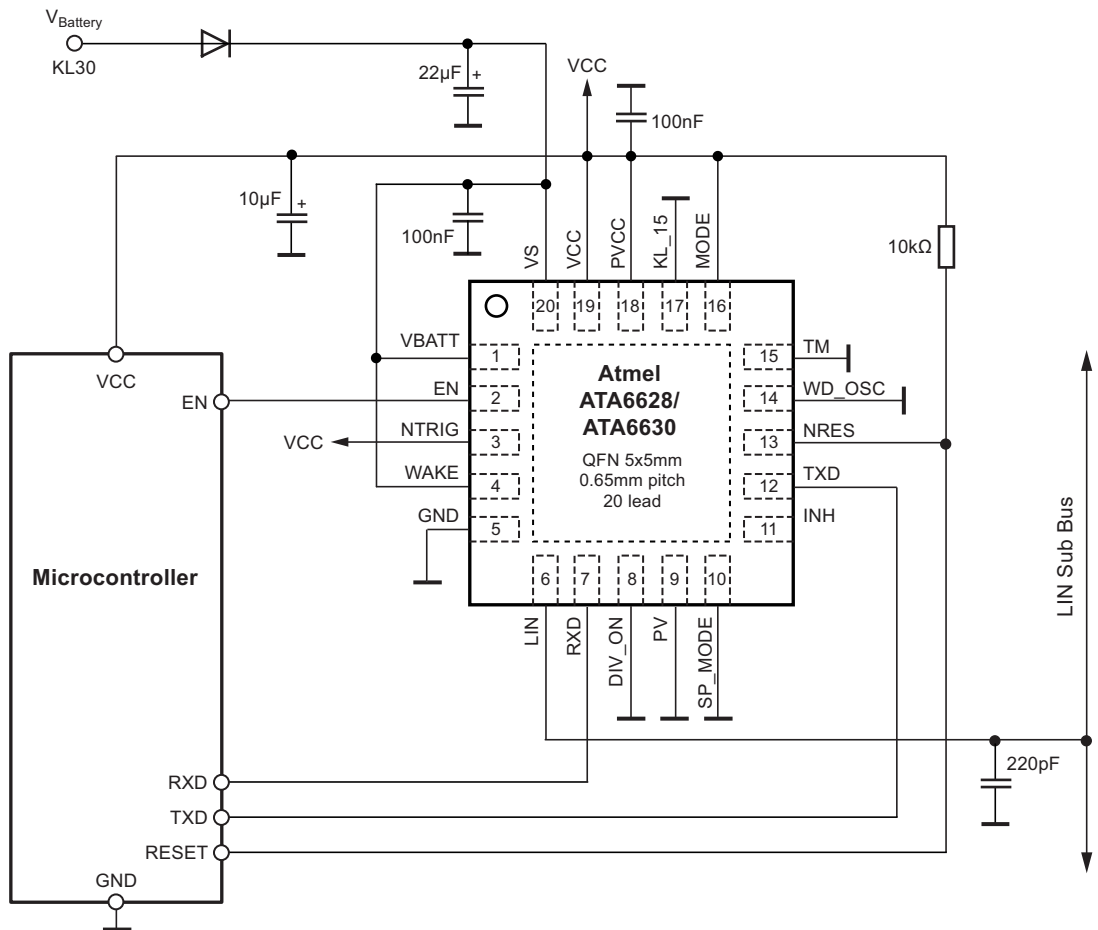 VBattery
KL30
22µF +
VCC
100nF
10µF +
100nF
10kΩ
VS
VCC
PVCC
KL_15
MODE
20
19
18
17
16
VBATT
1
EN
2
NTRIG
3
VCC
WAKE
4
GND
5
Atmel
ATA6628/
ATA6630
QFN 5x5mm
0.65mm pitch
20 lead
15
TM
14
WD_OSC
13
NRES
12
TXD
11
INH
6
7
8
9
10
LIN
RXD
DIV_ON
PV
SP_MODE
VCC
EN
Microcontroller
RXD
TXD
RESET
GND
220pF
LIN Sub Bus